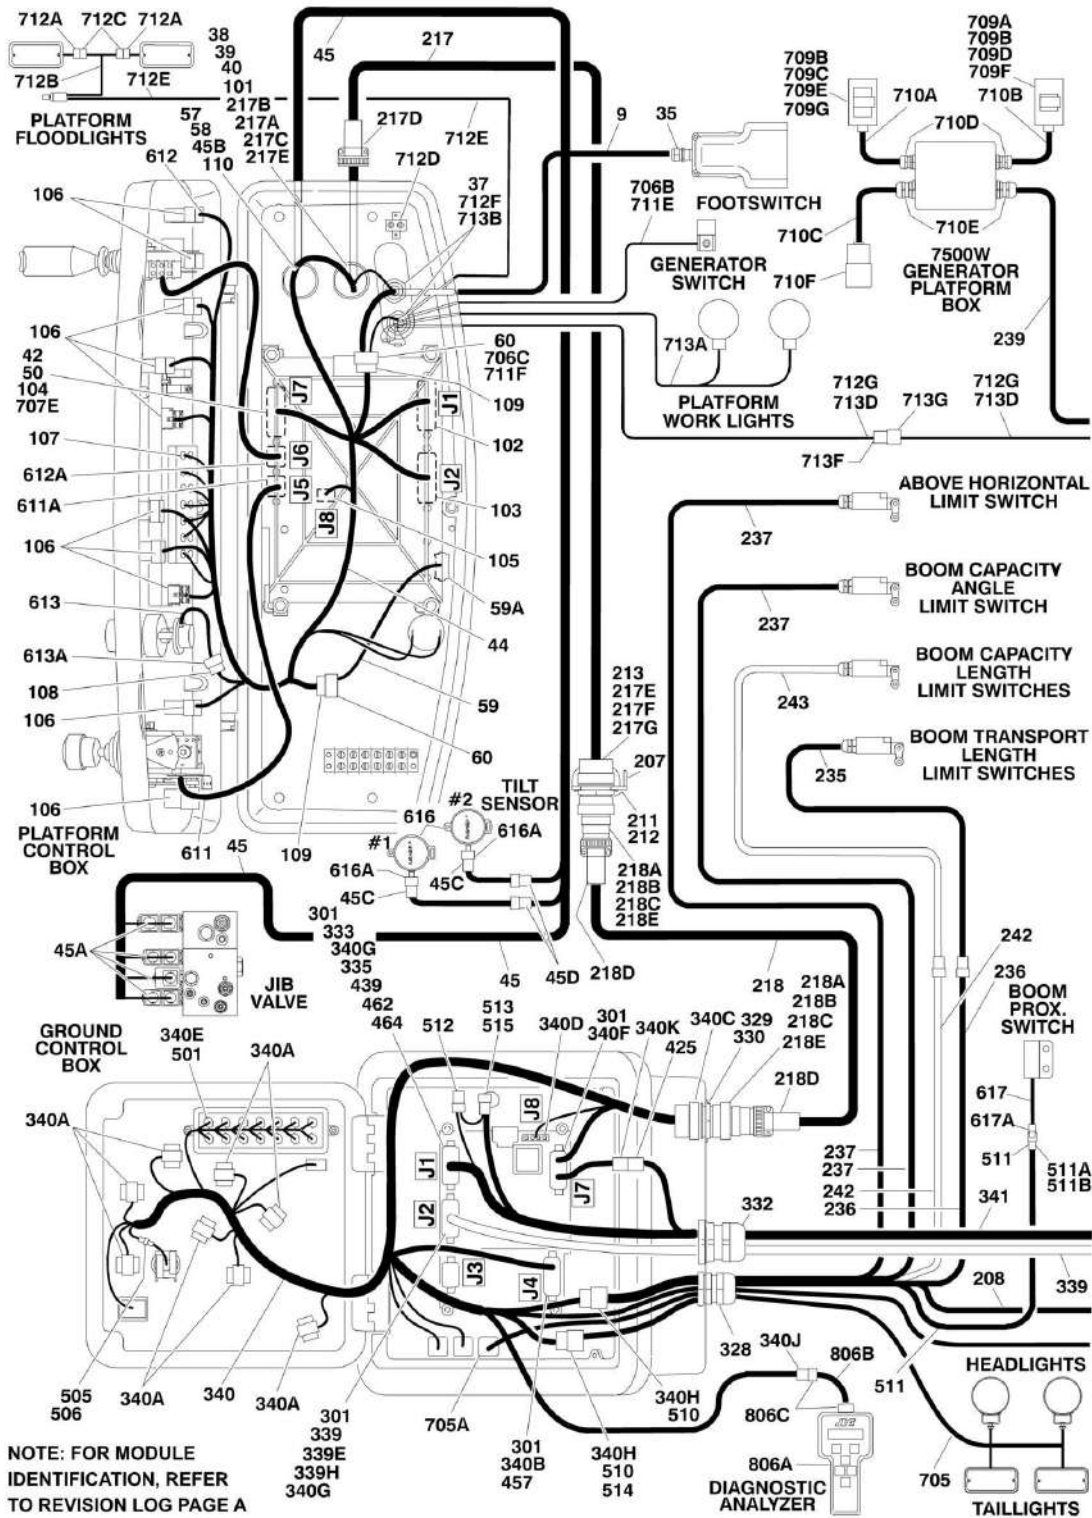 712A 712C 712A
712B
712E
PLATFORM
FLOODLIGHTS
38
39
40
101
217B
217A
217C
217E
57
58
45B
110
612
106
45
217
217D
712D
712E
37
712F
713B
9
35
FOOTSWITCH
706B
711E
GENERATOR
SWITCH
709B
709C
709E
709G
709A
709B
709D
709F
710A
710D
710B
710C
710E
710F
7500W
GENERATOR
PLATFORM
BOX
239
106
42
50
104
707E
107
612A
611A
106
613
613A
108
106
106
PLATFORM
CONTROL
BOX
611
J7
J6
J5
J8
J1
J2
60
706C
711F
109
102
103
105
59A
44
59
60
109
713A
PLATFORM
WORK LIGHTS
712G
713D
713G
712G
713D
713F
ABOVE HORIZONTAL
LIMIT SWITCH
237
BOOM CAPACITY
ANGLE
LIMIT SWITCH
237
BOOM CAPACITY
LENGTH
LIMIT SWITCHES
243
BOOM TRANSPORT
LENGTH
LIMIT SWITCHES
235
213
217E
217F
217G
207
211
212
218A
218B
218C
218E
218D
TILT
SENSOR
#2
616
616A
#1
616A
45C
45C
45D
45
45
45A
JIB
VALVE
301
333
340G
335
439
462
464
218
242
236
BOOM
PROX.
SWITCH
617
617A
511
511A
511B
GROUND
CONTROL
BOX
340E
501
340A
340A
512
513
515
340D
301
340F
340K
425
340C
329
330
218A
218B
218C
218E
218D
J8
J1
J2
J3
J4
J7
332
237
237
242
236
341
339
208
328
340J
806B
511
HEADLIGHTS
505
506
340A
340
340A
301
339
339E
339H
340G
705A
301
340B
457
340H
510
340H
510
514
806C
806A
DIAGNOSTIC
ANALYZER
705
TAILLIGHTS
NOTE: FOR MODULE
IDENTIFICATION, REFER
TO REVISION LOG PAGE A